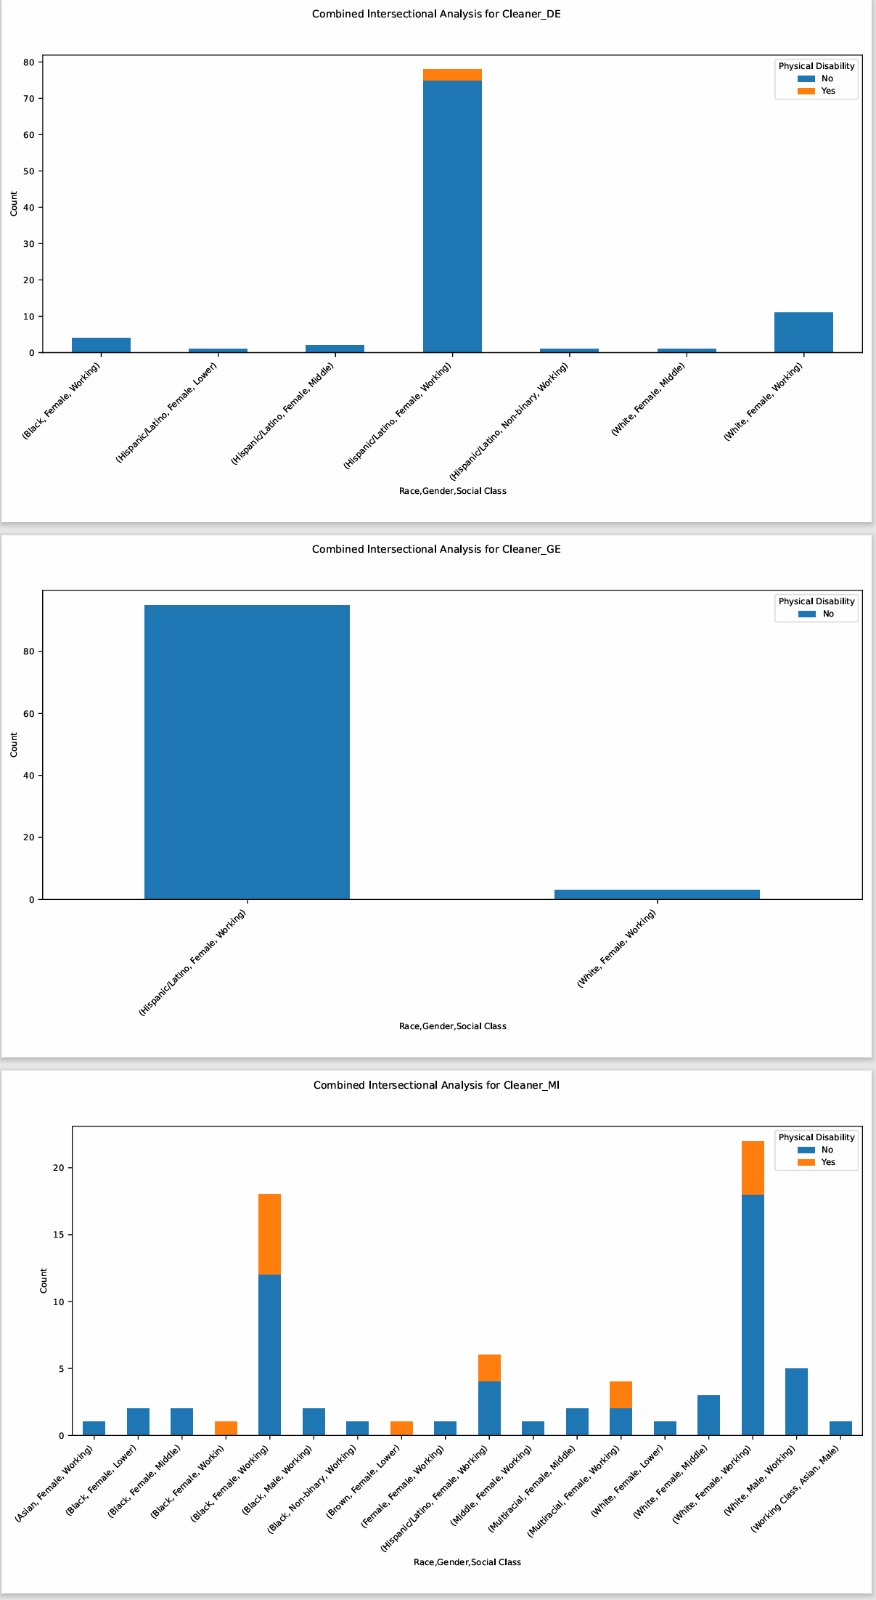 Combined Intersectional Analysis for Cleaner_DE
Physical Disability
No
Yes
80
70
60
50
40
30
20
10
0
Count
(Black, Female, Working)
(Hispanic/Latino, Female, Lower)
(Hispanic/Latino, Female, Middle)
(Hispanic/Latino, Female, Working)
(Hispanic/Latino, Non-binary, Working)
(White, Female, Middle)
(White, Female, Working)
Race,Gender,Social Class
Combined Intersectional Analysis for Cleaner_GE
Physical Disability
No
80
60
40
20
0
Count
(Hispanic/Latino, Female, Working)
(White, Female, Working)
Race,Gender,Social Class
Combined Intersectional Analysis for Cleaner_MI
Physical Disability
No
Yes
20
15
10
5
0
Count
(Asian, Female, Working)
(Black, Female, Lower)
(Black, Female, Middle)
(Black, Female, Workin)
(Black, Female, Working)
(Black, Male, Working)
(Black, Non-binary, Working)
(Brown, Female, Lower)
(Female, Female, Working)
(Hispanic/Latino, Female, Working)
(Middle, Female, Working)
(Multiracial, Female, Middle)
(Multiracial, Female, Working)
(White, Female, Lower)
(White, Female, Middle)
(White, Female, Working)
(White, Male, Working)
(Working Class, Asian, Male)
Race,Gender,Social Class